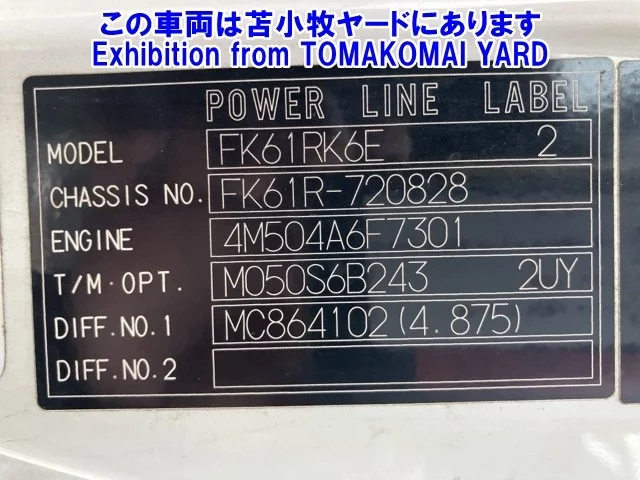 この車両は苫小牧ヤードにあります
Exhibition from TOMAKOMAI YARD
POWER LINE LABEL
MODEL FK61RK6E 2
CHASSIS NO. FK61R-720828
ENGINE 4M504A6F7301
T/M·OPT. M050S6B243 2UY
DIFF.NO.1 MC864102(4.875)
DIFF.NO.2